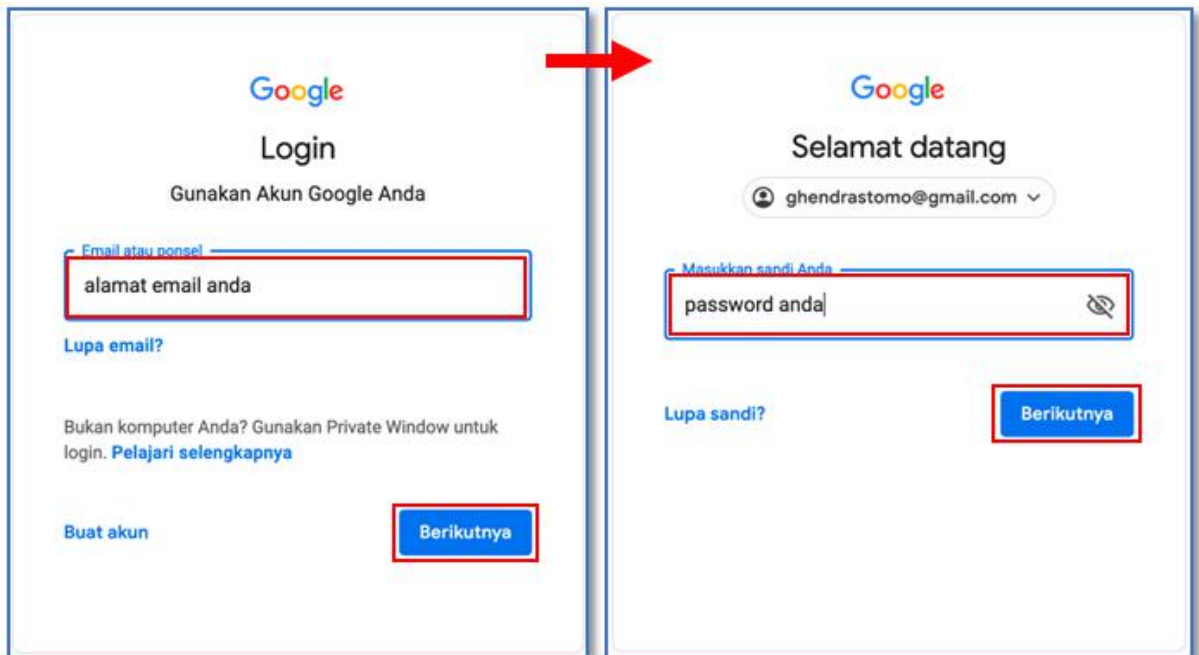 Google
Login
Gunakan Akun Google Anda
Email atau ponsel
alamat email anda
Lupa email?
Bukan komputer Anda? Gunakan Private Window untuk
login. Pelajari selengkapnya
Buat akun
Berikutnya
Google
Selamat datang
ghendrastomo@gmail.com
Masukkan sandi Anda
password anda
Lupa sandi?
Berikutnya